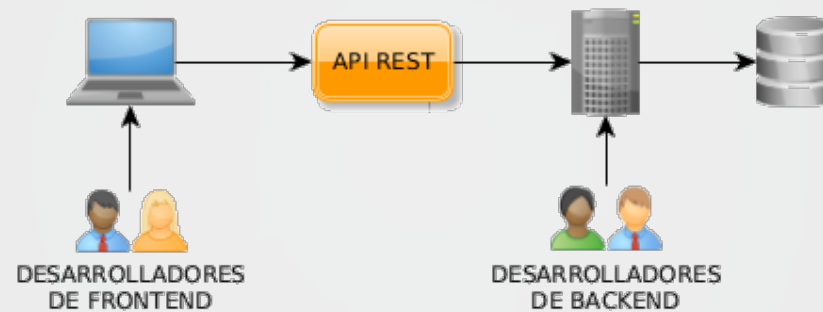 API REST
DESARROLLADORES
DE FRONTEND
DESARROLLADORES
DE BACKEND